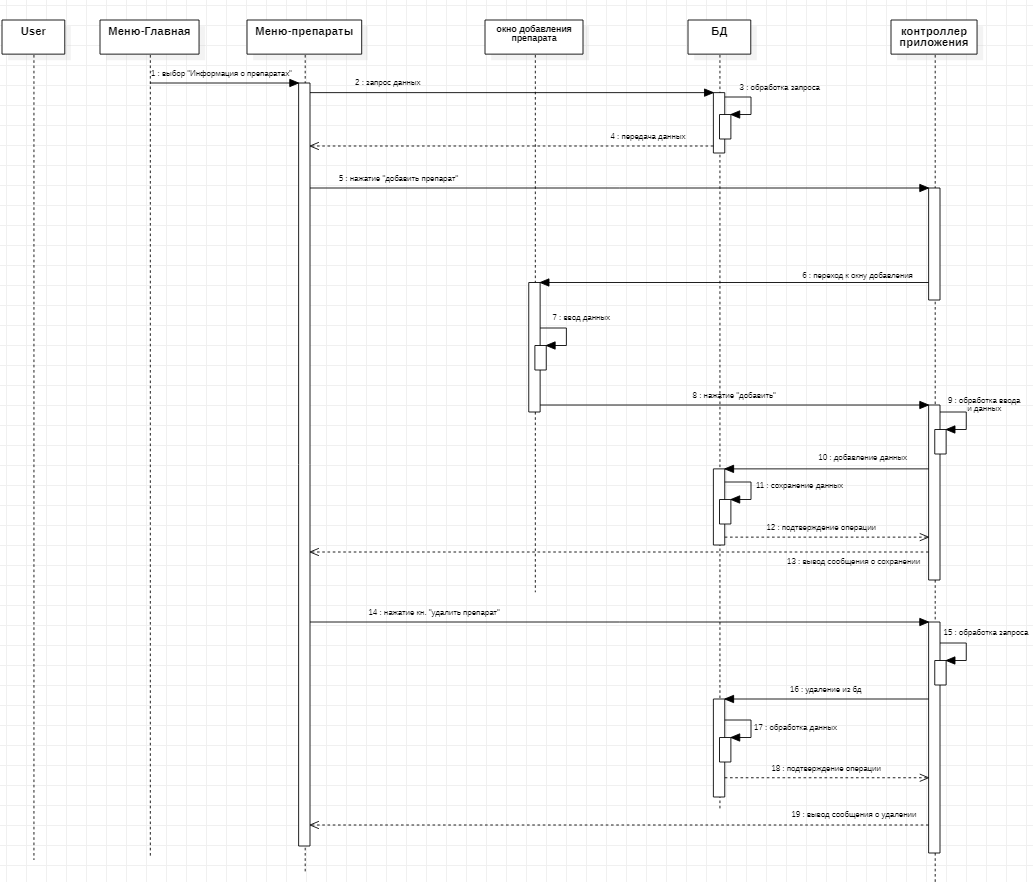 User
Меню-Главная
Меню-препараты
окно добавления
препарата
БД
контроллер
приложения
1 : выбор "Информация о препаратах"
2 : запрос данных
3 : обработка запроса
4 : передача данных
5 : нажатие "добавить препарат"
6 : переход к окну добавления
7 : ввод данных
8 : нажатие "добавить"
9 : обработка ввода
и данных
10 : добавление данных
11 : сохранение данных
12 : подтверждение операции
13 : вывод сообщения о сохранении
14 : нажатие кн. "удалить препарат"
15 : обработка запроса
16 : удаление из бд
17 : обработка данных
18 : подтверждение операции
19 : вывод сообщения о удалении